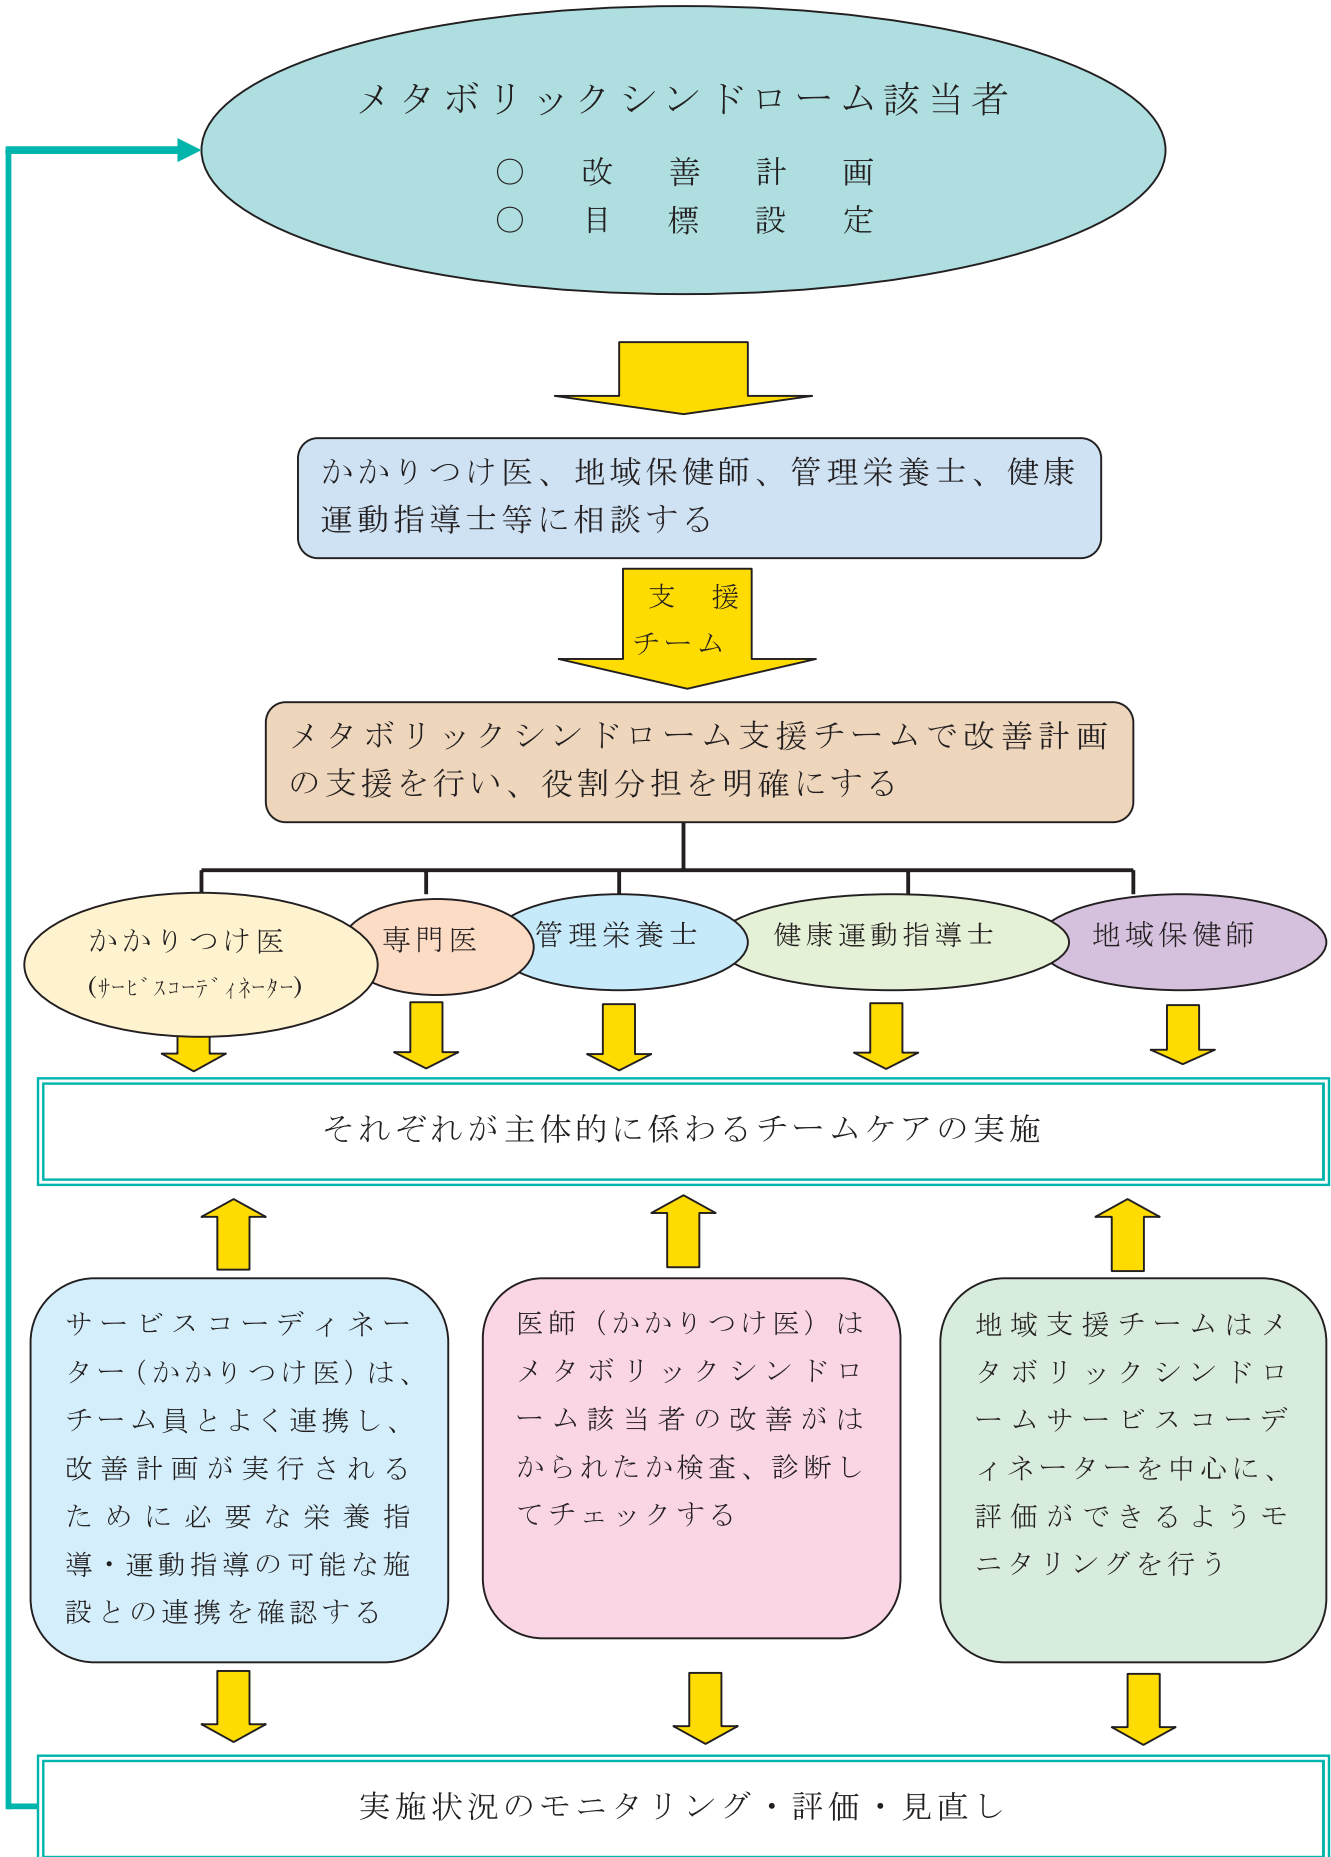 メタボリックシンドローム該当者
○　改　善　計　画
○　目　標　設　定
かかりつけ医、地域保健師、管理栄養士、健康
運動指導士等に相談する
支　援
チーム
メタボリックシンドローム支援チームで改善計画
の支援を行い、役割分担を明確にする
かかりつけ医
(ｻｰﾋﾞｽｺｰﾃﾞｨﾈｰﾀｰ)
専門医
管理栄養士
健康運動指導士
地域保健師
それぞれが主体的に係わるチームケアの実施
サービスコーディネー
ター（かかりつけ医）は、
チーム員とよく連携し、
改善計画が実行される
ために必要な栄養指
導・運動指導の可能な施
設との連携を確認する
医師（かかりつけ医）は
メタボリックシンドロ
ーム該当者の改善がは
かられたか検査、診断し
てチェックする
地域支援チームはメ
タボリックシンドロ
ームサービスコーデ
ィネーターを中心に、
評価ができるようモ
ニタリングを行う
実施状況のモニタリング・評価・見直し